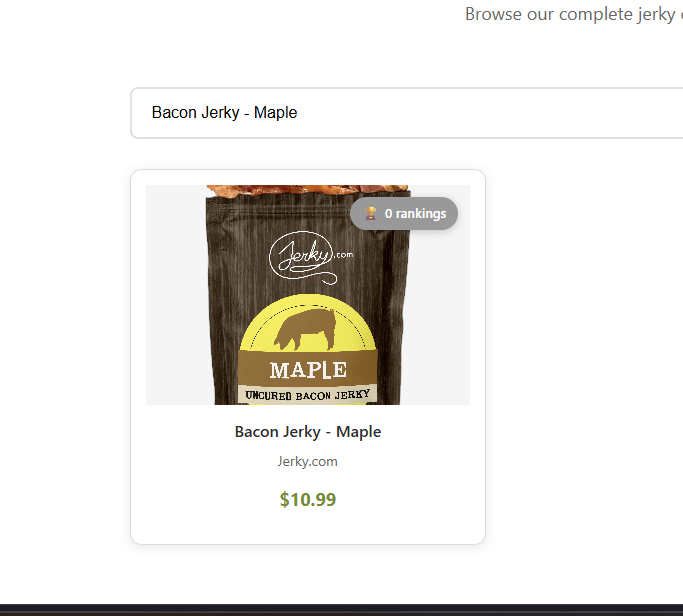 Browse our complete jerky
Bacon Jerky - Maple
🏆 0 rankings
Jerky.com
MAPLE
UNCURED BACON JERKY
Bacon Jerky - Maple
Jerky.com
$10.99